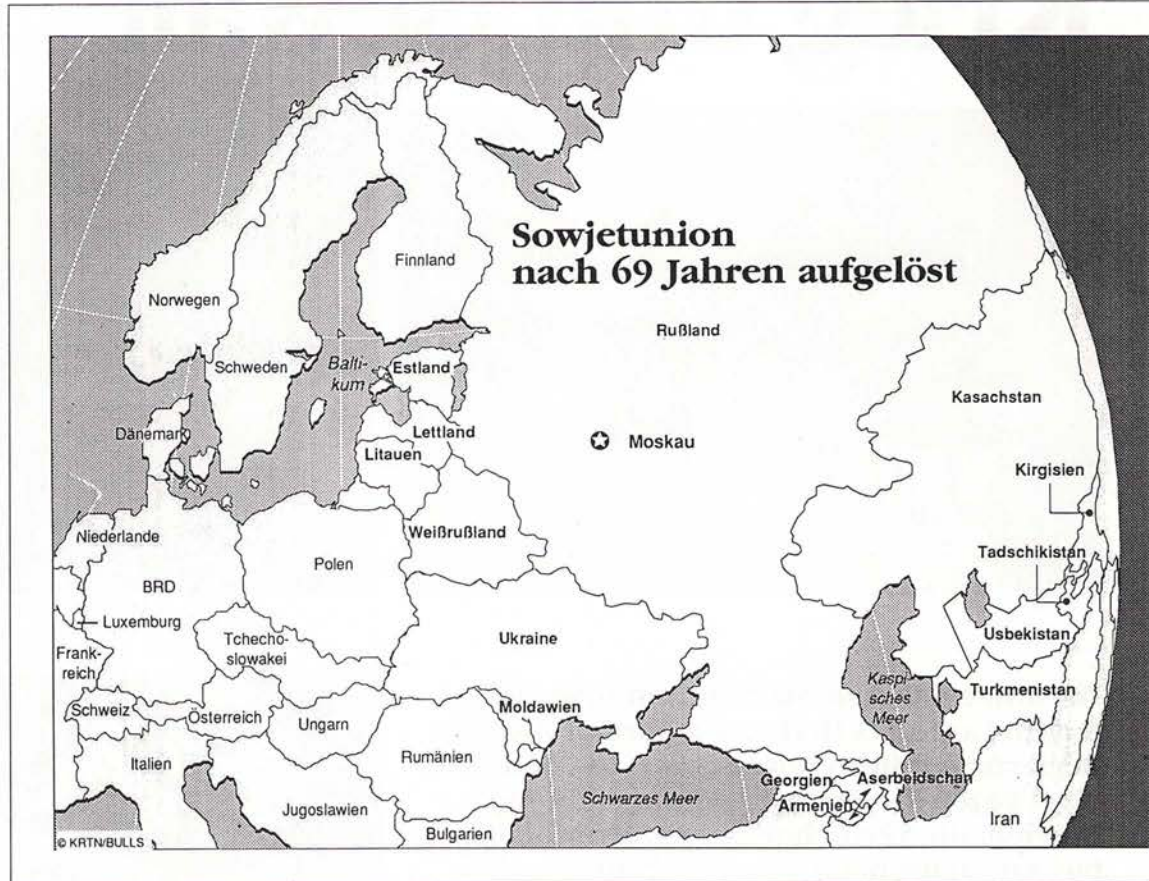 Sowjetunion
nach 69 Jahren aufgelöst
Finnland
Norwegen
Rußland
Schweden
Balti-
kum
Estland
Kasachstan
Dänemark
Lettland
Moskau
Litauen
Kirgisien
Niederlande
Weißrußland
Tadschikistan
Polen
BRD
Luxemburg
Tchecho-
slowakei
Ukraine
Usbekistan
Frank-
reich
Kaspi-
sches
Meer
Turkmenistan
Schweiz
Österreich
Ungarn
Moldawien
Italien
Rumänien
Georgien
Aserbeidschan
Jugoslawien
Schwarzes Meer
Armenien
Iran
Bulgarien
© KRTN/BULLS